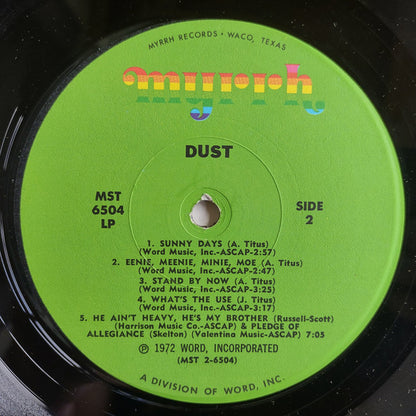 MYRRH RECORDS • WACO, TEXAS
myrrh
DUST
MST
6504
LP
SIDE
2
1. SUNNY DAYS (A. Titus)
(Word Music, Inc.-ASCAP-2:57)
2. EENIE, MEENIE, MINIE, MOE (A. Titus)
(Word Music, Inc.-ASCAP-2:47)
3. STAND BY NOW (A. Titus)
(Word Music, Inc.-ASCAP-3:25)
4. WHAT'S THE USE (J. Titus)
(Word Music, Inc.-ASCAP-3:17)
5. HE AIN'T HEAVY, HE'S MY BROTHER (Russell-Scott)
(Harrison Music Co.-ASCAP) & PLEDGE OF
ALLEGIANCE (Skelton) (Valentina Music-ASCAP) 7:05
℗ 1972 WORD, INCORPORATED
(MST 2-6504)
A DIVISION OF WORD, INC.